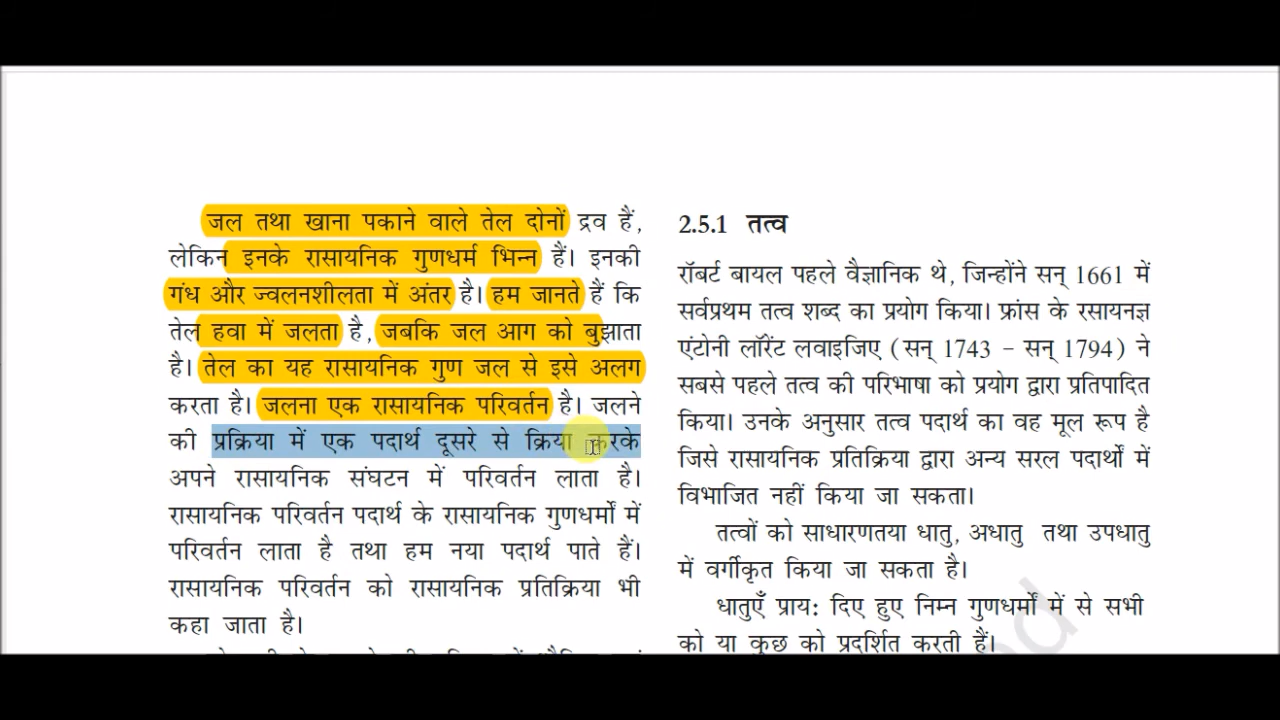 जल तथा खाना पकाने वाले तेल दोनों द्रव हैं,
लेकिन इनके रासायनिक गुणधर्म भिन्न हैं। इनकी
गंध और ज्वलनशीलता में अंतर है। हम जानते हैं कि
तेल हवा में जलता है, जबकि जल आग को बुझाता
है। तेल का यह रासायनिक गुण जल से इसे अलग
करता है। जलना एक रासायनिक परिवर्तन है। जलने
की प्रक्रिया में एक पदार्थ दूसरे से क्रिया करके
अपने रासायनिक संघटन में परिवर्तन लाता है।
रासायनिक परिवर्तन पदार्थ के रासायनिक गुणधर्मों में
परिवर्तन लाता है तथा हम नया पदार्थ पाते हैं।
रासायनिक परिवर्तन को रासायनिक प्रतिक्रिया भी
कहा जाता है।
2.5.1 तत्व
रॉबर्ट बायल पहले वैज्ञानिक थे, जिन्होंने सन् 1661 में
सर्वप्रथम तत्व शब्द का प्रयोग किया। फ्रांस के रसायनज्ञ
एंटोनी लॉरेंट लवाइजिए (सन् 1743 – सन् 1794) ने
सबसे पहले तत्व की परिभाषा को प्रयोग द्वारा प्रतिपादित
किया। उनके अनुसार तत्व पदार्थ का वह मूल रूप है
जिसे रासायनिक प्रतिक्रिया द्वारा अन्य सरल पदार्थों में
विभाजित नहीं किया जा सकता।
तत्वों को साधारणतया धातु, अधातु तथा उपधातु
में वर्गीकृत किया जा सकता है।
धातुएँ प्राय: दिए हुए निम्न गुणधर्मों में से सभी
को या कुछ को प्रदर्शित करती हैं।